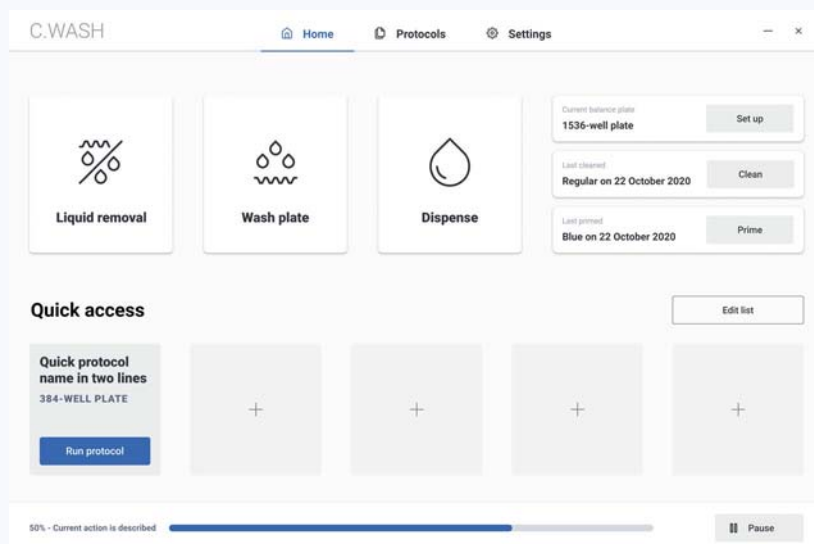 C.WASH
Home
Protocols
Settings
Liquid removal
Wash plate
Dispense
Current balance plate
1536-well plate
Set up
Last cleaned
Regular on 22 October 2020
Clean
Last primed
Blue on 22 October 2020
Prime
Quick access
Edit list
Quick protocol
name in two lines
384-WELL PLATE
Run protocol
50% - Current action is described
Pause